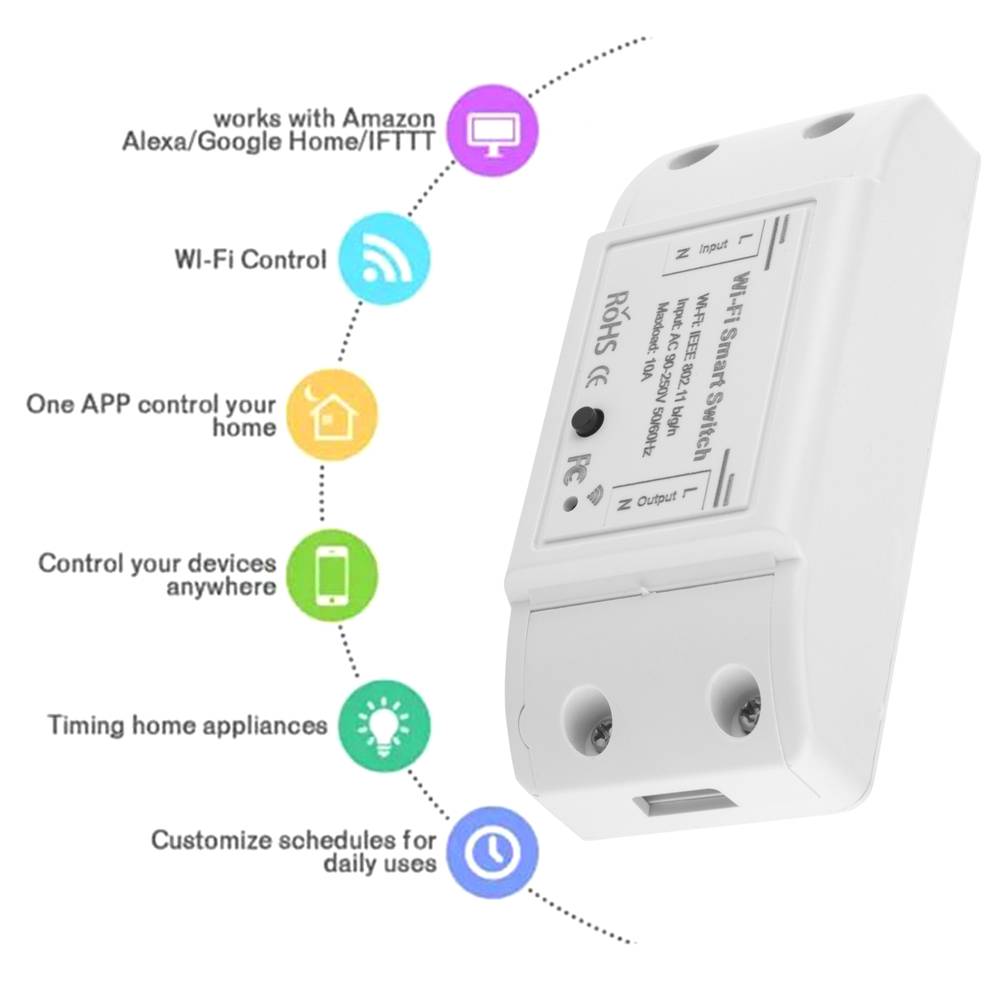 works with Amazon
Alexa/Google Home/IFTTT
WI-Fi Control
One APP control your
home
Control your devices
anywhere
Timing home appliances
Customize schedules for
daily uses
L
Input
N
Wi-Fi Smart Switch
Wi-Fi: IEEE 802.11 b/g/n
Input: AC 90-250V 50/60Hz
Maxload: 10A
RoHS CE FC
L
Output
N